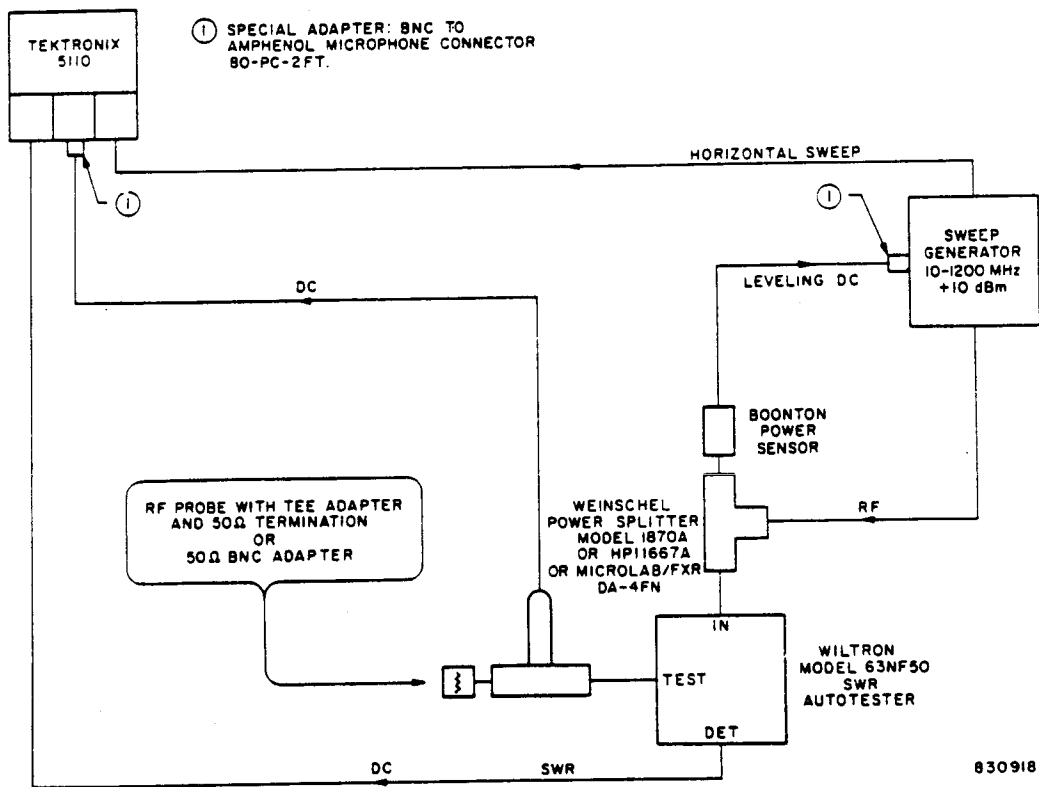 TEKTRONIX
5110
① SPECIAL ADAPTER: BNC TO
AMPHENOL MICROPHONE CONNECTOR
80-PC-2FT.
HORIZONTAL SWEEP
①
①
SWEEP
GENERATOR
10-1200 MHz
+10 dBm
LEVELING DC
DC
BOONTON
POWER
SENSOR
RF PROBE WITH TEE ADAPTER
AND 50Ω TERMINATION
OR
50Ω BNC ADAPTER
WEINSCHEL
POWER SPLITTER
MODEL 1870A
OR HP11667A
OR MICROLAB/FXR
DA-4FN
RF
IN
TEST
DET
WILTRON
MODEL 63NF50
SWR
AUTOTESTER
DC
SWR
830918